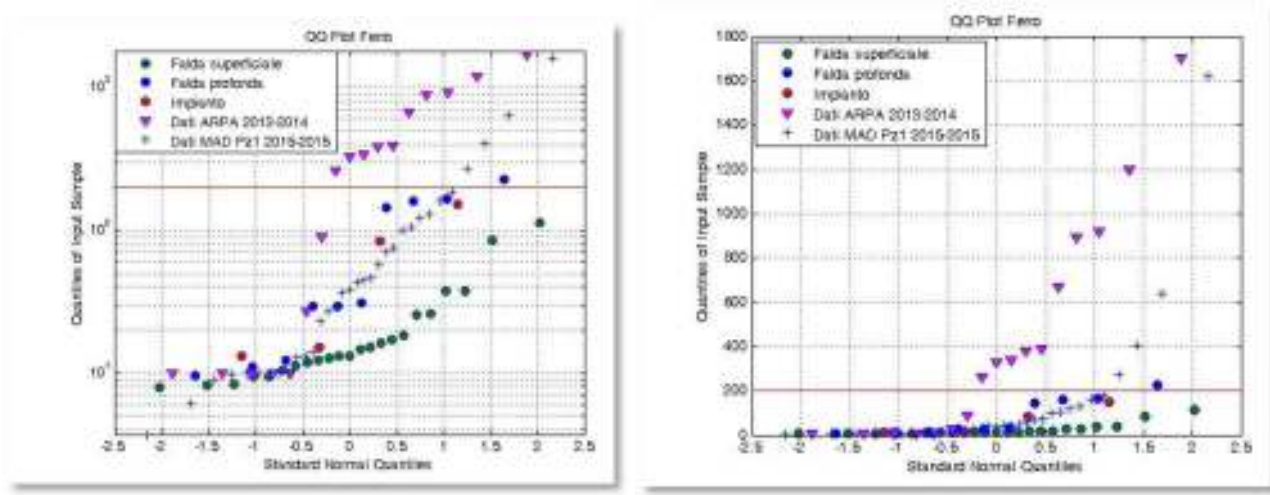 QQ Plot Ferro
Falda superficiale
Falda profonda
Impianto
Dati ARPA 2013-2014
Dati MAD Pz1 2015-2015
Quantiles of Input Sample
-2.5 -1.5 -1 -0.5 0 0.5 1 1.5 2 2.5
Standard Normal Quantiles
QQ Plot Ferro
Falda superficiale
Falda profonda
Impianto
Dati ARPA 2013-2014
Dati MAD Pz1 2015-2015
Quantiles of Input Sample
1800
1600
1400
1200
1000
800
600
400
200
0
-2.5 -2 -1.5 -1 -0.5 0 0.5 1 1.5 2 2.5
Standard Normal Quantiles